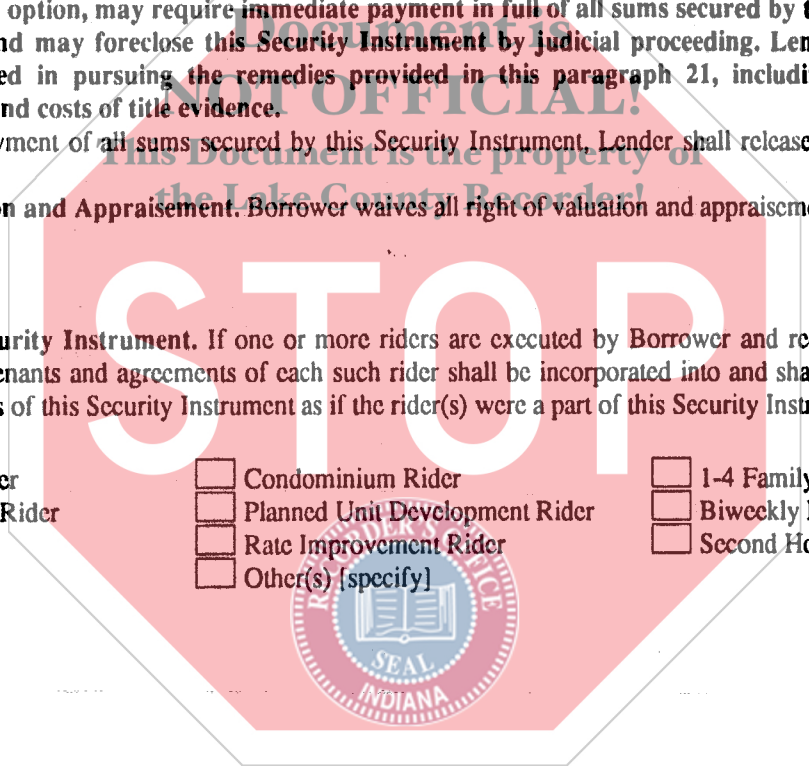 option, may require immediate payment in full of all sums secured by
Document is
nd may foreclose this Security Instrument by judicial proceeding. Len
ed in pursuing the remedies provided in this paragraph 21, includi
NOT OFFICIAL!
nd costs of title evidence.
yment of all sums secured by this Security Instrument, Lender shall release
This Document is the property of
the Lake County Recorder!
n and Appraisement. Borrower waives all right of valuation and appraiseme
STOP
urity Instrument. If one or more riders are executed by Borrower and re
enants and agreements of each such rider shall be incorporated into and sha
s of this Security Instrument as if the rider(s) were a part of this Security Instr
er
Condominium Rider
1-4 Family
Rider
Planned Unit Development Rider
Biweekly
Rate Improvement Rider
Second Ho
Other(s) [specify]
RECORDER'S OFFICE
SEAL
INDIANA